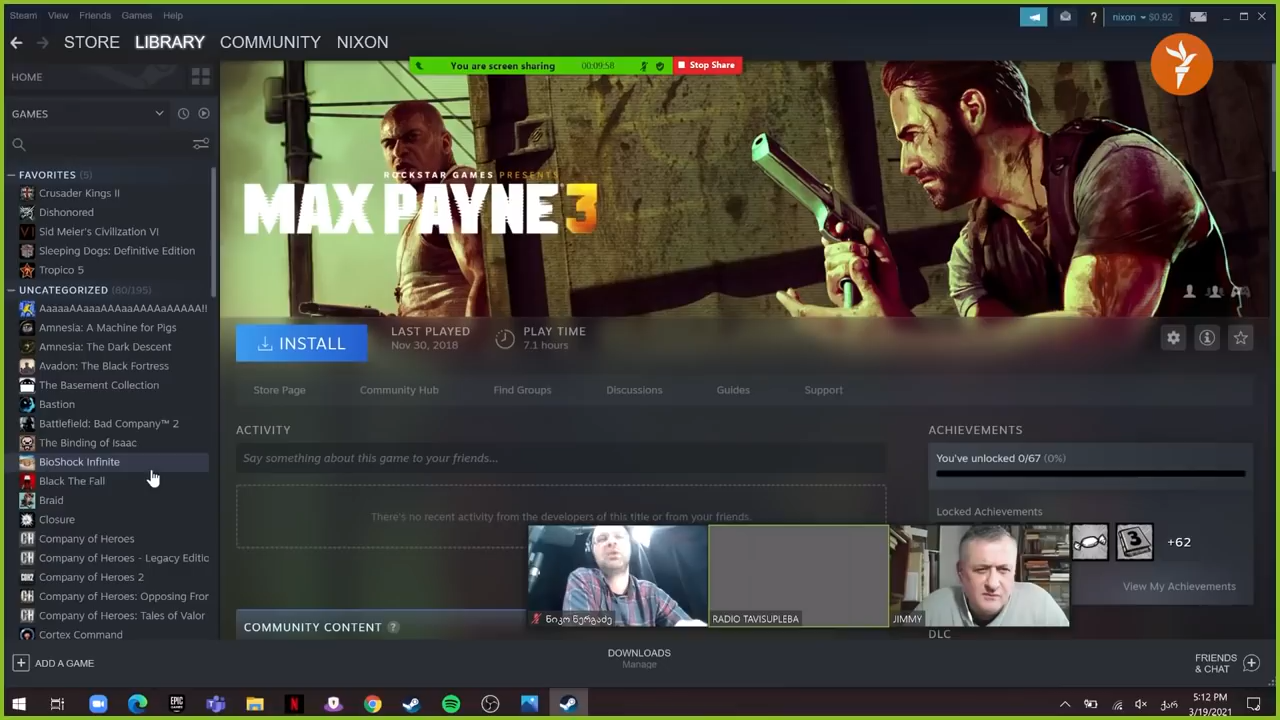 Steam View Friends Games Help
nixon $0.92
STORE LIBRARY COMMUNITY NIXON
You are screen sharing 00:09:58 Stop Share
HOME
GAMES
FAVORITES (5)
Crusader Kings II
Dishonored
Sid Meier's Civilization VI
Sleeping Dogs: Definitive Edition
Tropico 5
UNCATEGORIZED (80/195)
AaaaaAAaaaAAAaaAAAAaAAAAA!!
Amnesia: A Machine for Pigs
Amnesia: The Dark Descent
Avadon: The Black Fortress
The Basement Collection
Bastion
Battlefield: Bad Company™ 2
The Binding of Isaac
BioShock Infinite
Black The Fall
Braid
Closure
Company of Heroes
Company of Heroes - Legacy Editio
Company of Heroes 2
Company of Heroes: Opposing Fron
Company of Heroes: Tales of Valor
Cortex Command
ADD A GAME
ROCKSTAR GAMES PRESENTS
MAX PAYNE 3
INSTALL
LAST PLAYED
Nov 30, 2018
PLAY TIME
7.1 hours
Store Page Community Hub Find Groups Discussions Guides Support
ACTIVITY
Say something about this game to your friends...
There's no recent activity from the developers of this title or from your friends.
COMMUNITY CONTENT ?
ACHIEVEMENTS
You've unlocked 0/67 (0%)
Locked Achievements
3
+62
View My Achievements
DLC
ნიკო ნერგაძე
RADIO TAVISUPLEBA
JIMMY
DOWNLOADS
Manage
FRIENDS
& CHAT
EPIC
ქარ
5:12 PM
3/19/2021